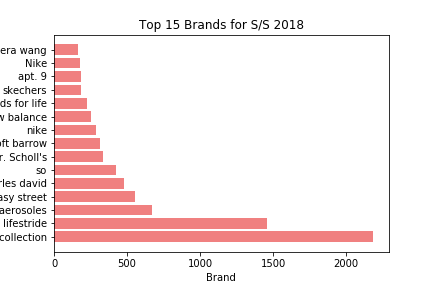 Top 15 Brands for S/S 2018
era wang
Nike
apt. 9
skechers
ds for life
w balance
nike
oft barrow
r. Scholl's
so
rles david
asy street
aerosoles
lifestride
collection
0 500 1000 1500 2000
Brand